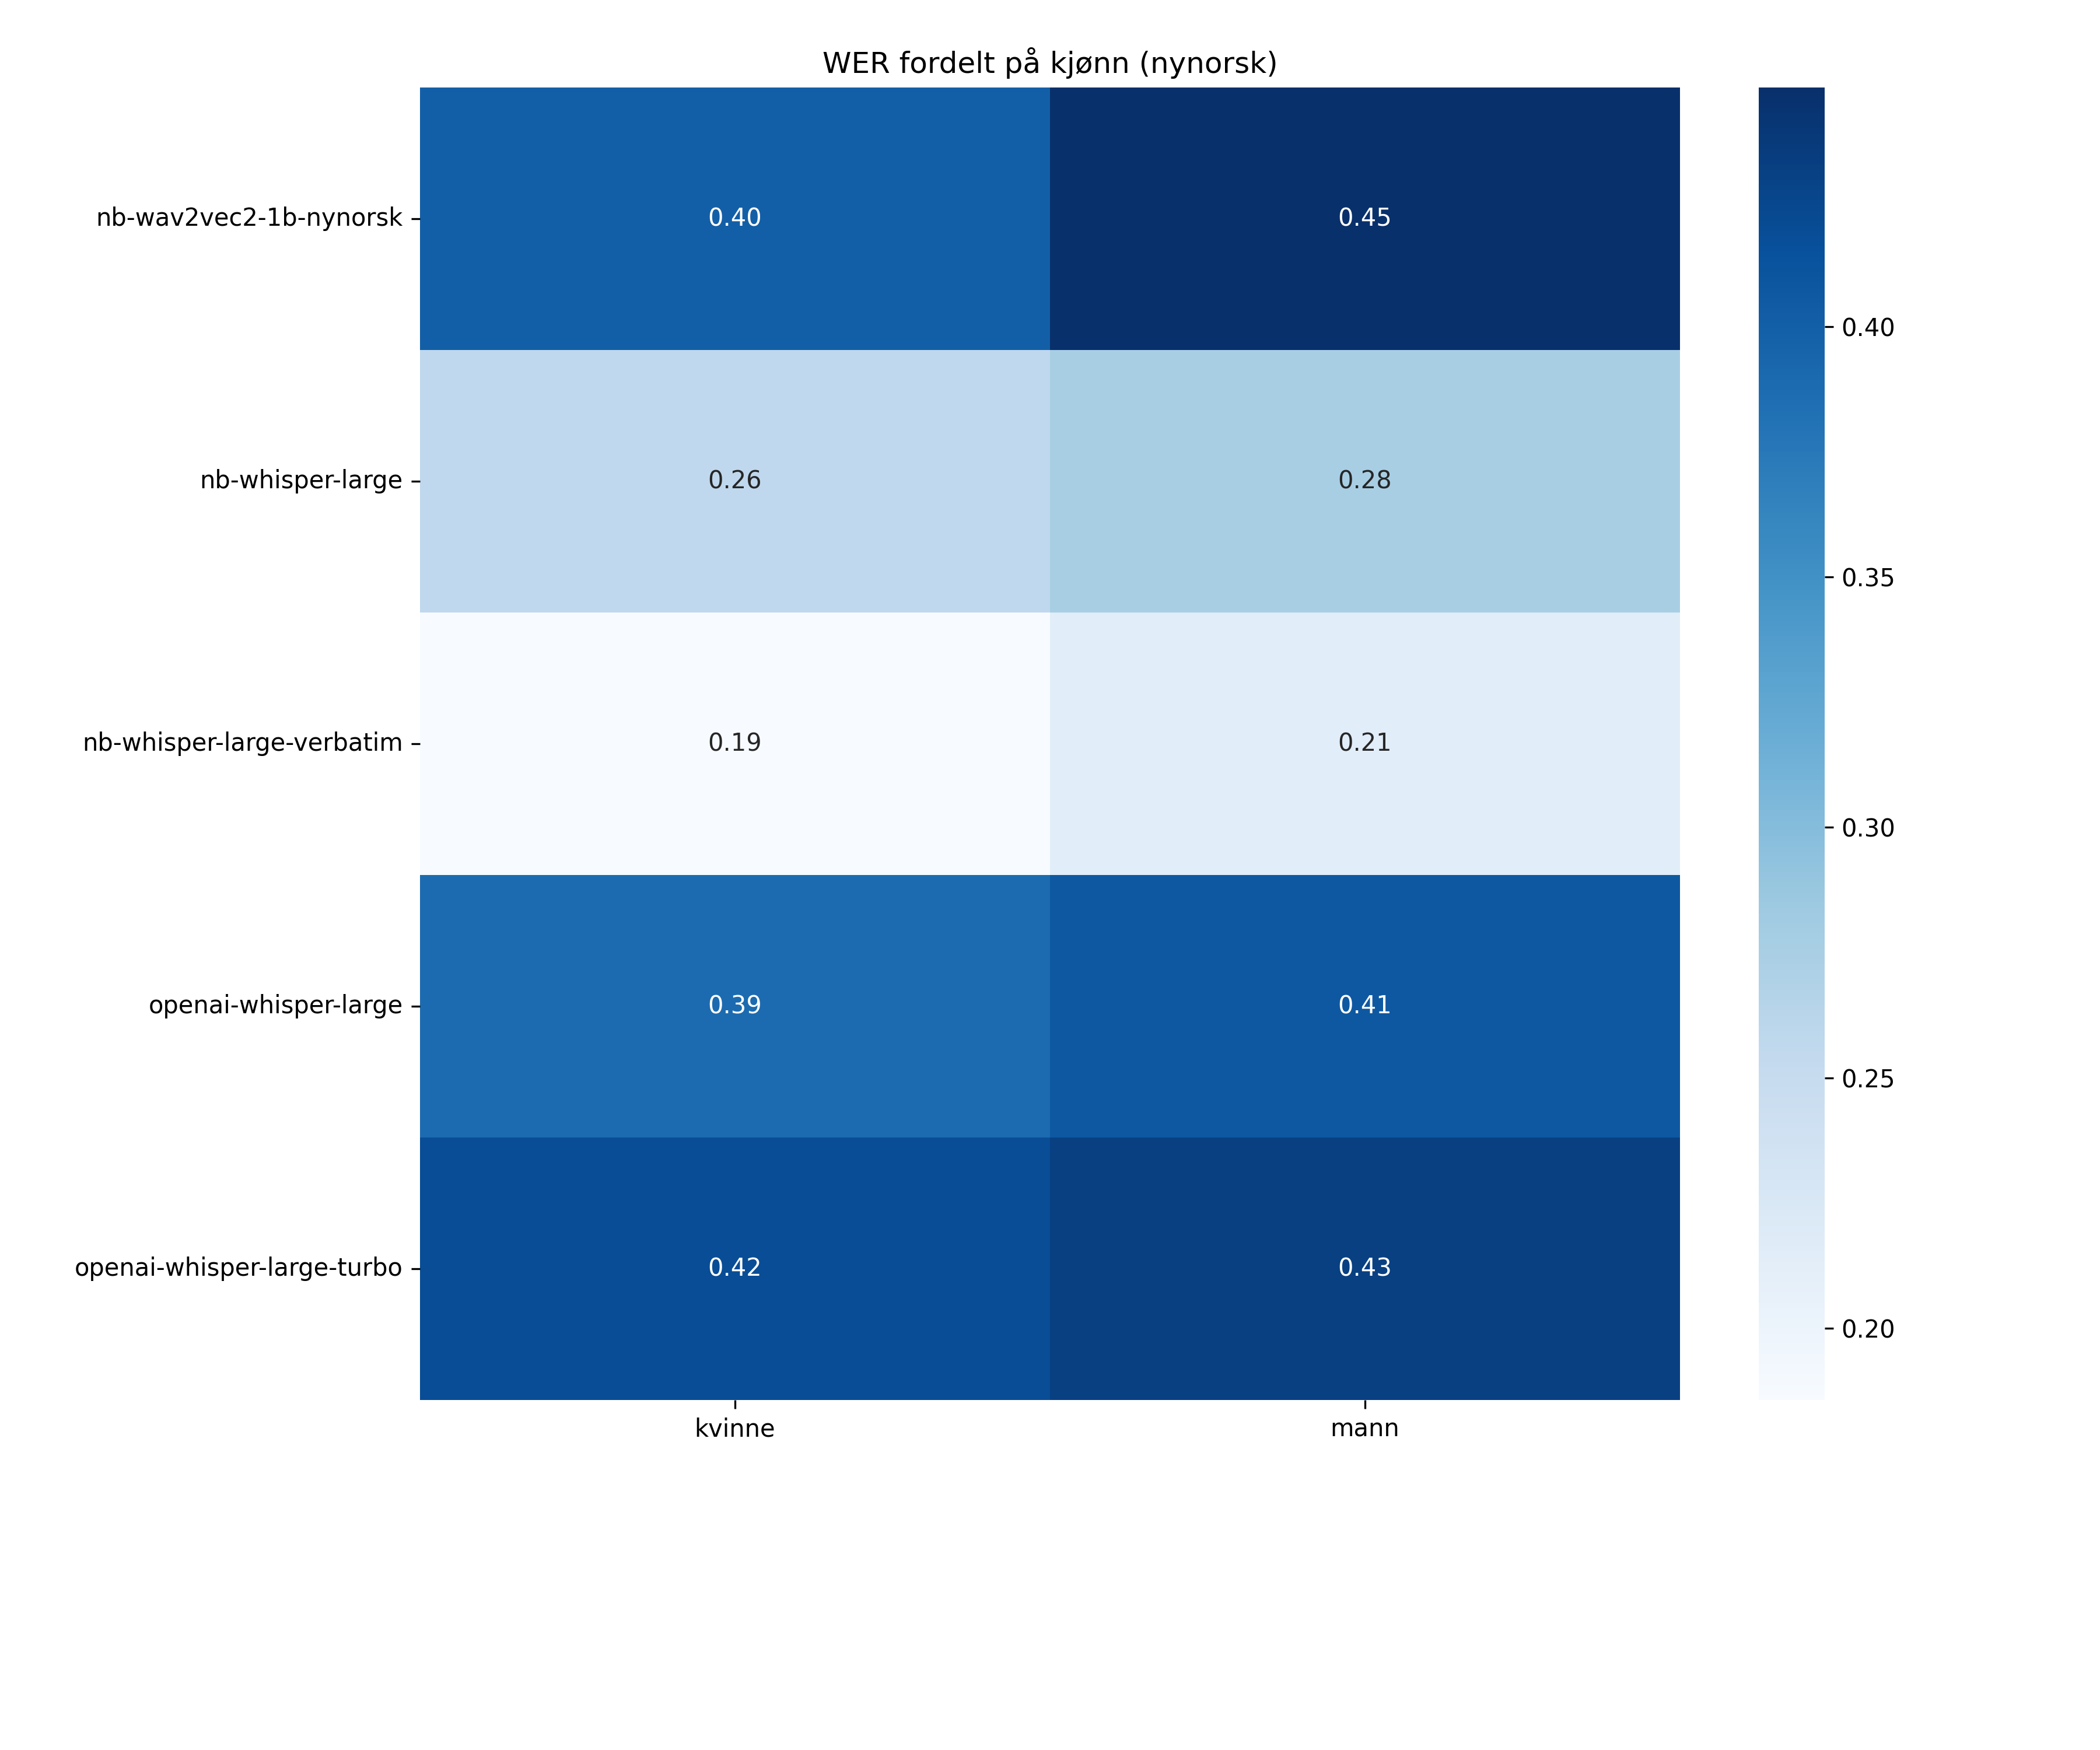 WER fordelt på kjønn (nynorsk)
nb-wav2vec2-1b-nynorsk 0.40 0.45
nb-whisper-large 0.26 0.28
nb-whisper-large-verbatim 0.19 0.21
openai-whisper-large 0.39 0.41
openai-whisper-large-turbo 0.42 0.43
kvinne mann
0.40
0.35
0.30
0.25
0.20